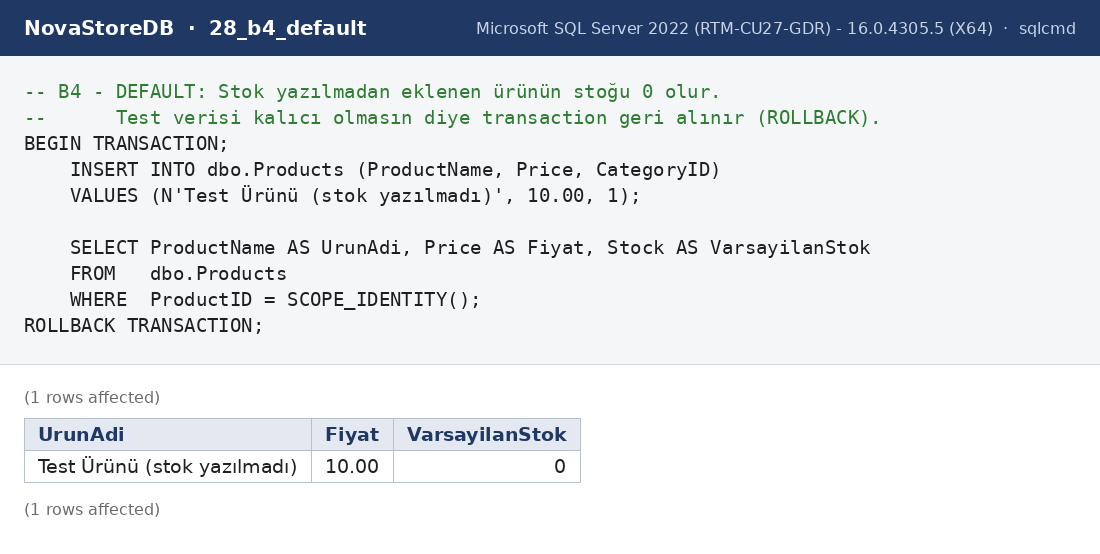 NovaStoreDB · 28_b4_default
Microsoft SQL Server 2022 (RTM-CU27-GDR) - 16.0.4305.5 (X64) · sqlcmd
-- B4 - DEFAULT: Stok yazılmadan eklenen ürünün stoğu 0 olur.
--      Test verisi kalıcı olmasın diye transaction geri alınır (ROLLBACK).
BEGIN TRANSACTION;
    INSERT INTO dbo.Products (ProductName, Price, CategoryID)
    VALUES (N'Test Ürünü (stok yazılmadı)', 10.00, 1);
    SELECT ProductName AS UrunAdi, Price AS Fiyat, Stock AS VarsayilanStok
    FROM   dbo.Products
    WHERE  ProductID = SCOPE_IDENTITY();
ROLLBACK TRANSACTION;
(1 rows affected)
UrunAdi Fiyat VarsayilanStok
Test Ürünü (stok yazılmadı) 10.00 0
(1 rows affected)